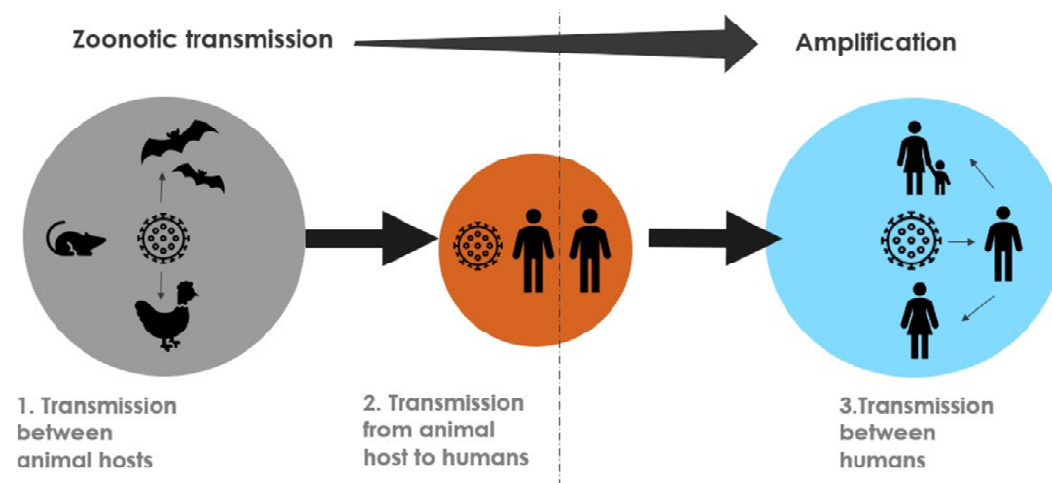 Zoonotic transmission
Amplification
1. Transmission
between
animal hosts
2. Transmission
from animal
host to humans
3.Transmission
between
humans